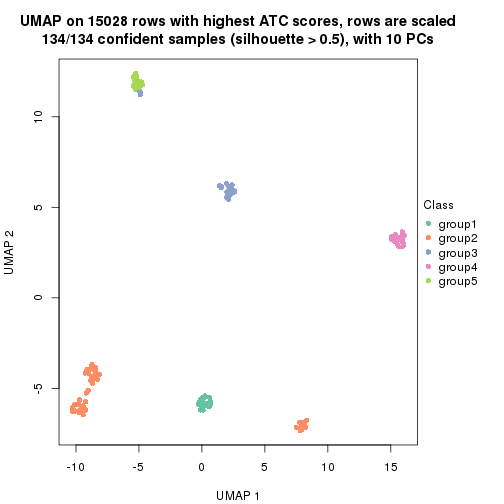 UMAP on 15028 rows with highest ATC scores, rows are scaled
134/134 confident samples (silhouette > 0.5), with 10 PCs
10
5
0
-5
UMAP 2
-10
-5
0
5
10
15
UMAP 1
Class
group1
group2
group3
group4
group5